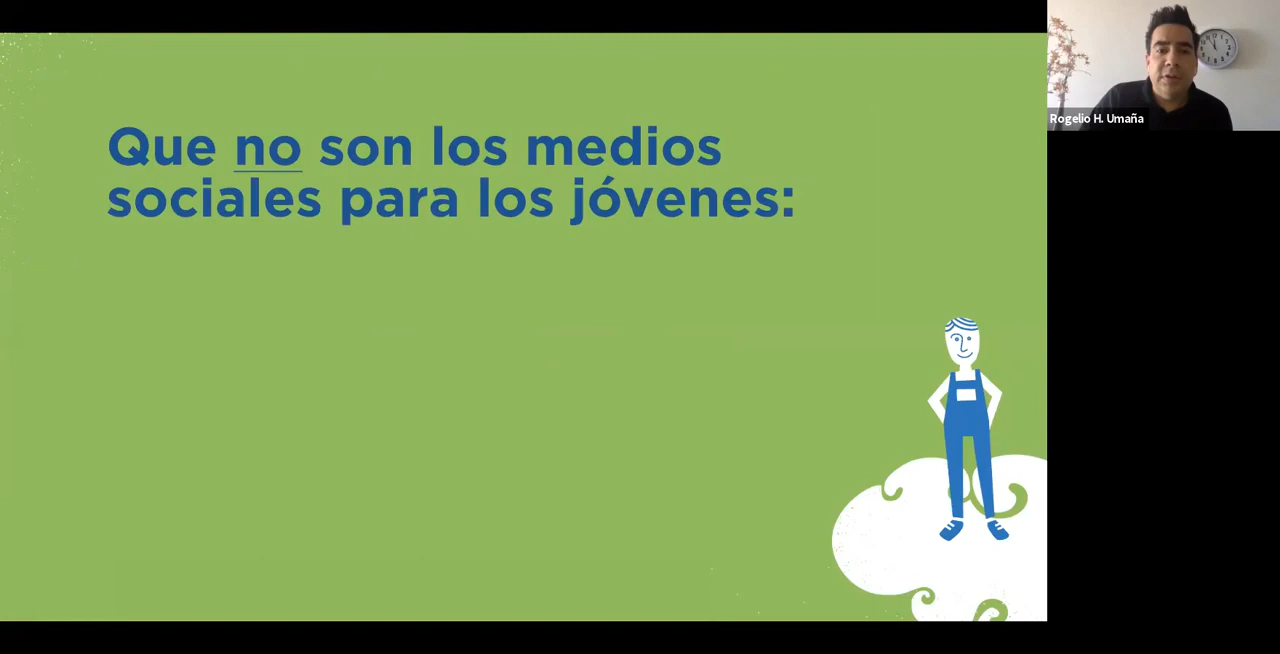 Que no son los medios
sociales para los jóvenes:
Rogelio H. Umaña